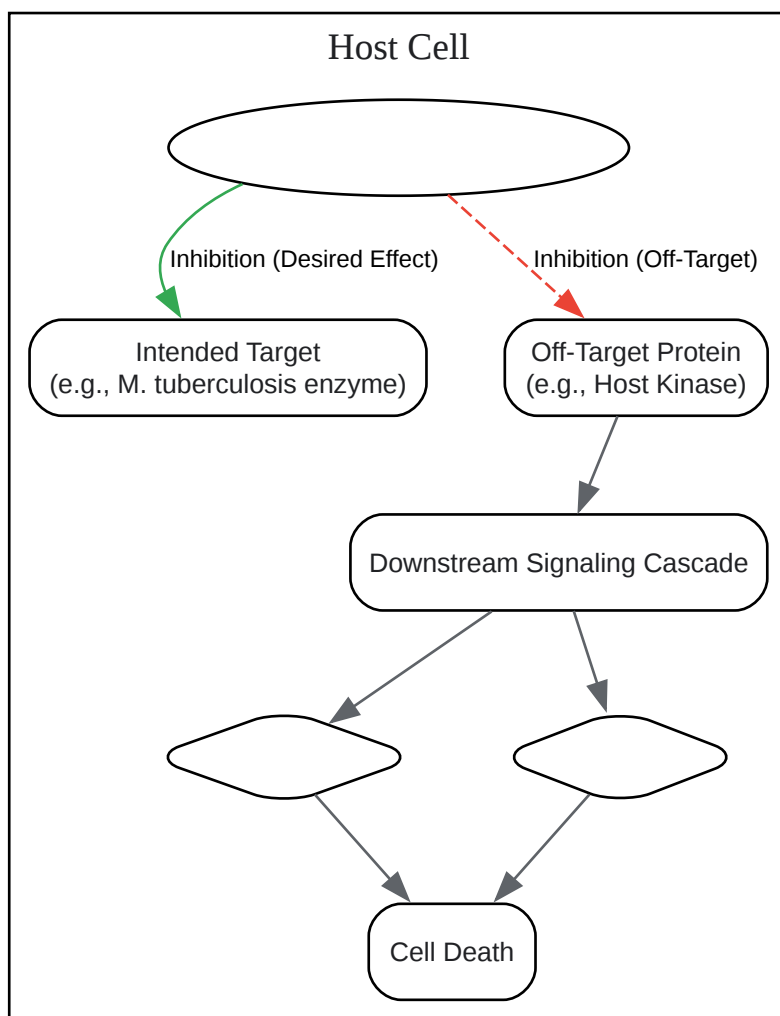 Host Cell
Inhibition (Desired Effect)
Inhibition (Off-Target)
Intended Target
(e.g., M. tuberculosis enzyme)
Off-Target Protein
(e.g., Host Kinase)
Downstream Signaling Cascade
Cell Death